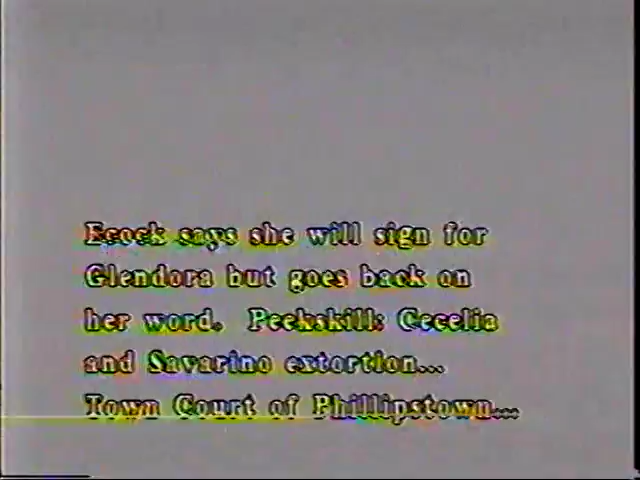 Ecock says she will sign for
Glendora but goes back on
her word. Peekskill: Cecelia
and Savarino extortion...
Town Court of Phillipstown...